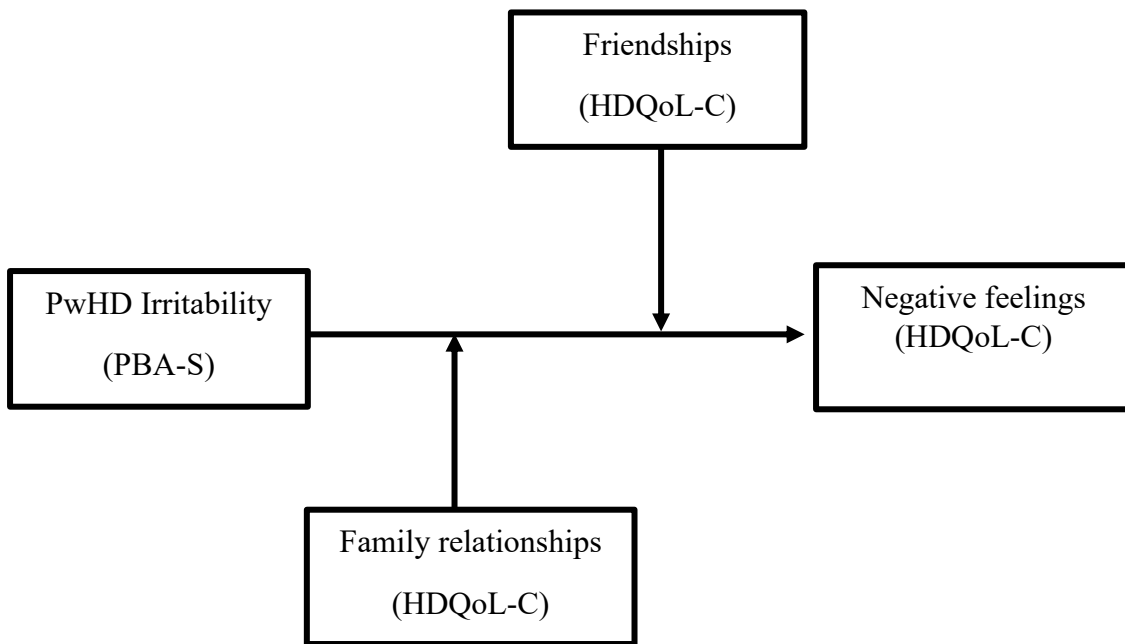 Friendships
(HDQoL-C)
PwHD Irritability
(PBA-S)
Negative feelings
(HDQoL-C)
Family relationships
(HDQoL-C)